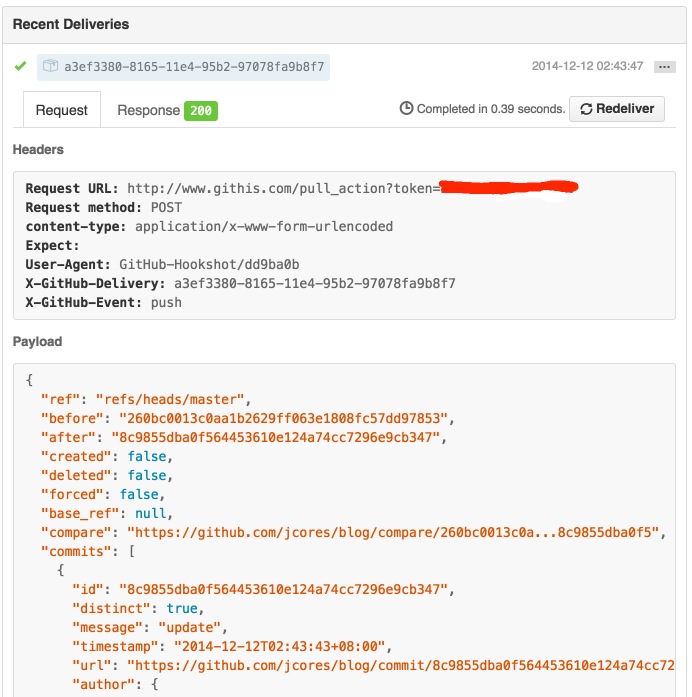 Recent Deliveries
a3ef3380-8165-11e4-95b2-97078fa9b8f7 2014-12-12 02:43:47 ...
Request Response 200 Completed in 0.39 seconds. Redeliver
Headers
Request URL: http://www.githis.com/pull_action?token=
Request method: POST
content-type: application/x-www-form-urlencoded
Expect:
User-Agent: GitHub-Hookshot/dd9ba0b
X-GitHub-Delivery: a3ef3380-8165-11e4-95b2-97078fa9b8f7
X-GitHub-Event: push
Payload
{
"ref": "refs/heads/master",
"before": "260bc0013c0aa1b2629ff063e1808fc57dd97853",
"after": "8c9855dba0f564453610e124a74cc7296e9cb347",
"created": false,
"deleted": false,
"forced": false,
"base_ref": null,
"compare": "https://github.com/jcores/blog/compare/260bc0013c0a...8c9855dba0f5",
"commits": [
{
"id": "8c9855dba0f564453610e124a74cc7296e9cb347",
"distinct": true,
"message": "update",
"timestamp": "2014-12-12T02:43:43+08:00",
"url": "https://github.com/jcores/blog/commit/8c9855dba0f564453610e124a74cc72
"author": {